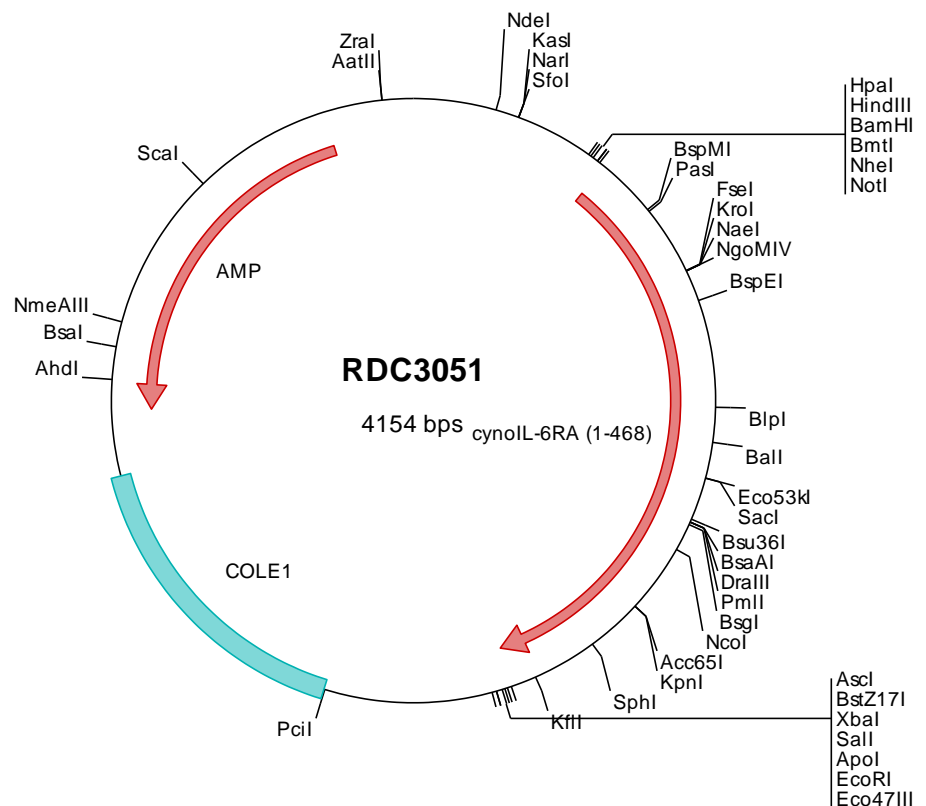 NdeI
ZraI
KasI
AatII
NarI
SfoI
HpaI
HindIII
BamHI
BmtI
NheI
NotI
ScaI
BspMI
PasI
FseI
KroI
NaeI
NgoMIV
AMP
BspEI
NmeAIII
BsaI
AhdI
RDC3051
4154 bps
cynoIL-6RA (1-468)
BlpI
BalI
Eco53kI
SacI
Bsu36I
BsaAI
DraIII
PmlI
BsgI
NcoI
COLE1
Acc65I
KpnI
SphI
KflI
PciI
AscI
BstZ17I
XbaI
SalI
ApoI
EcoRI
Eco47III